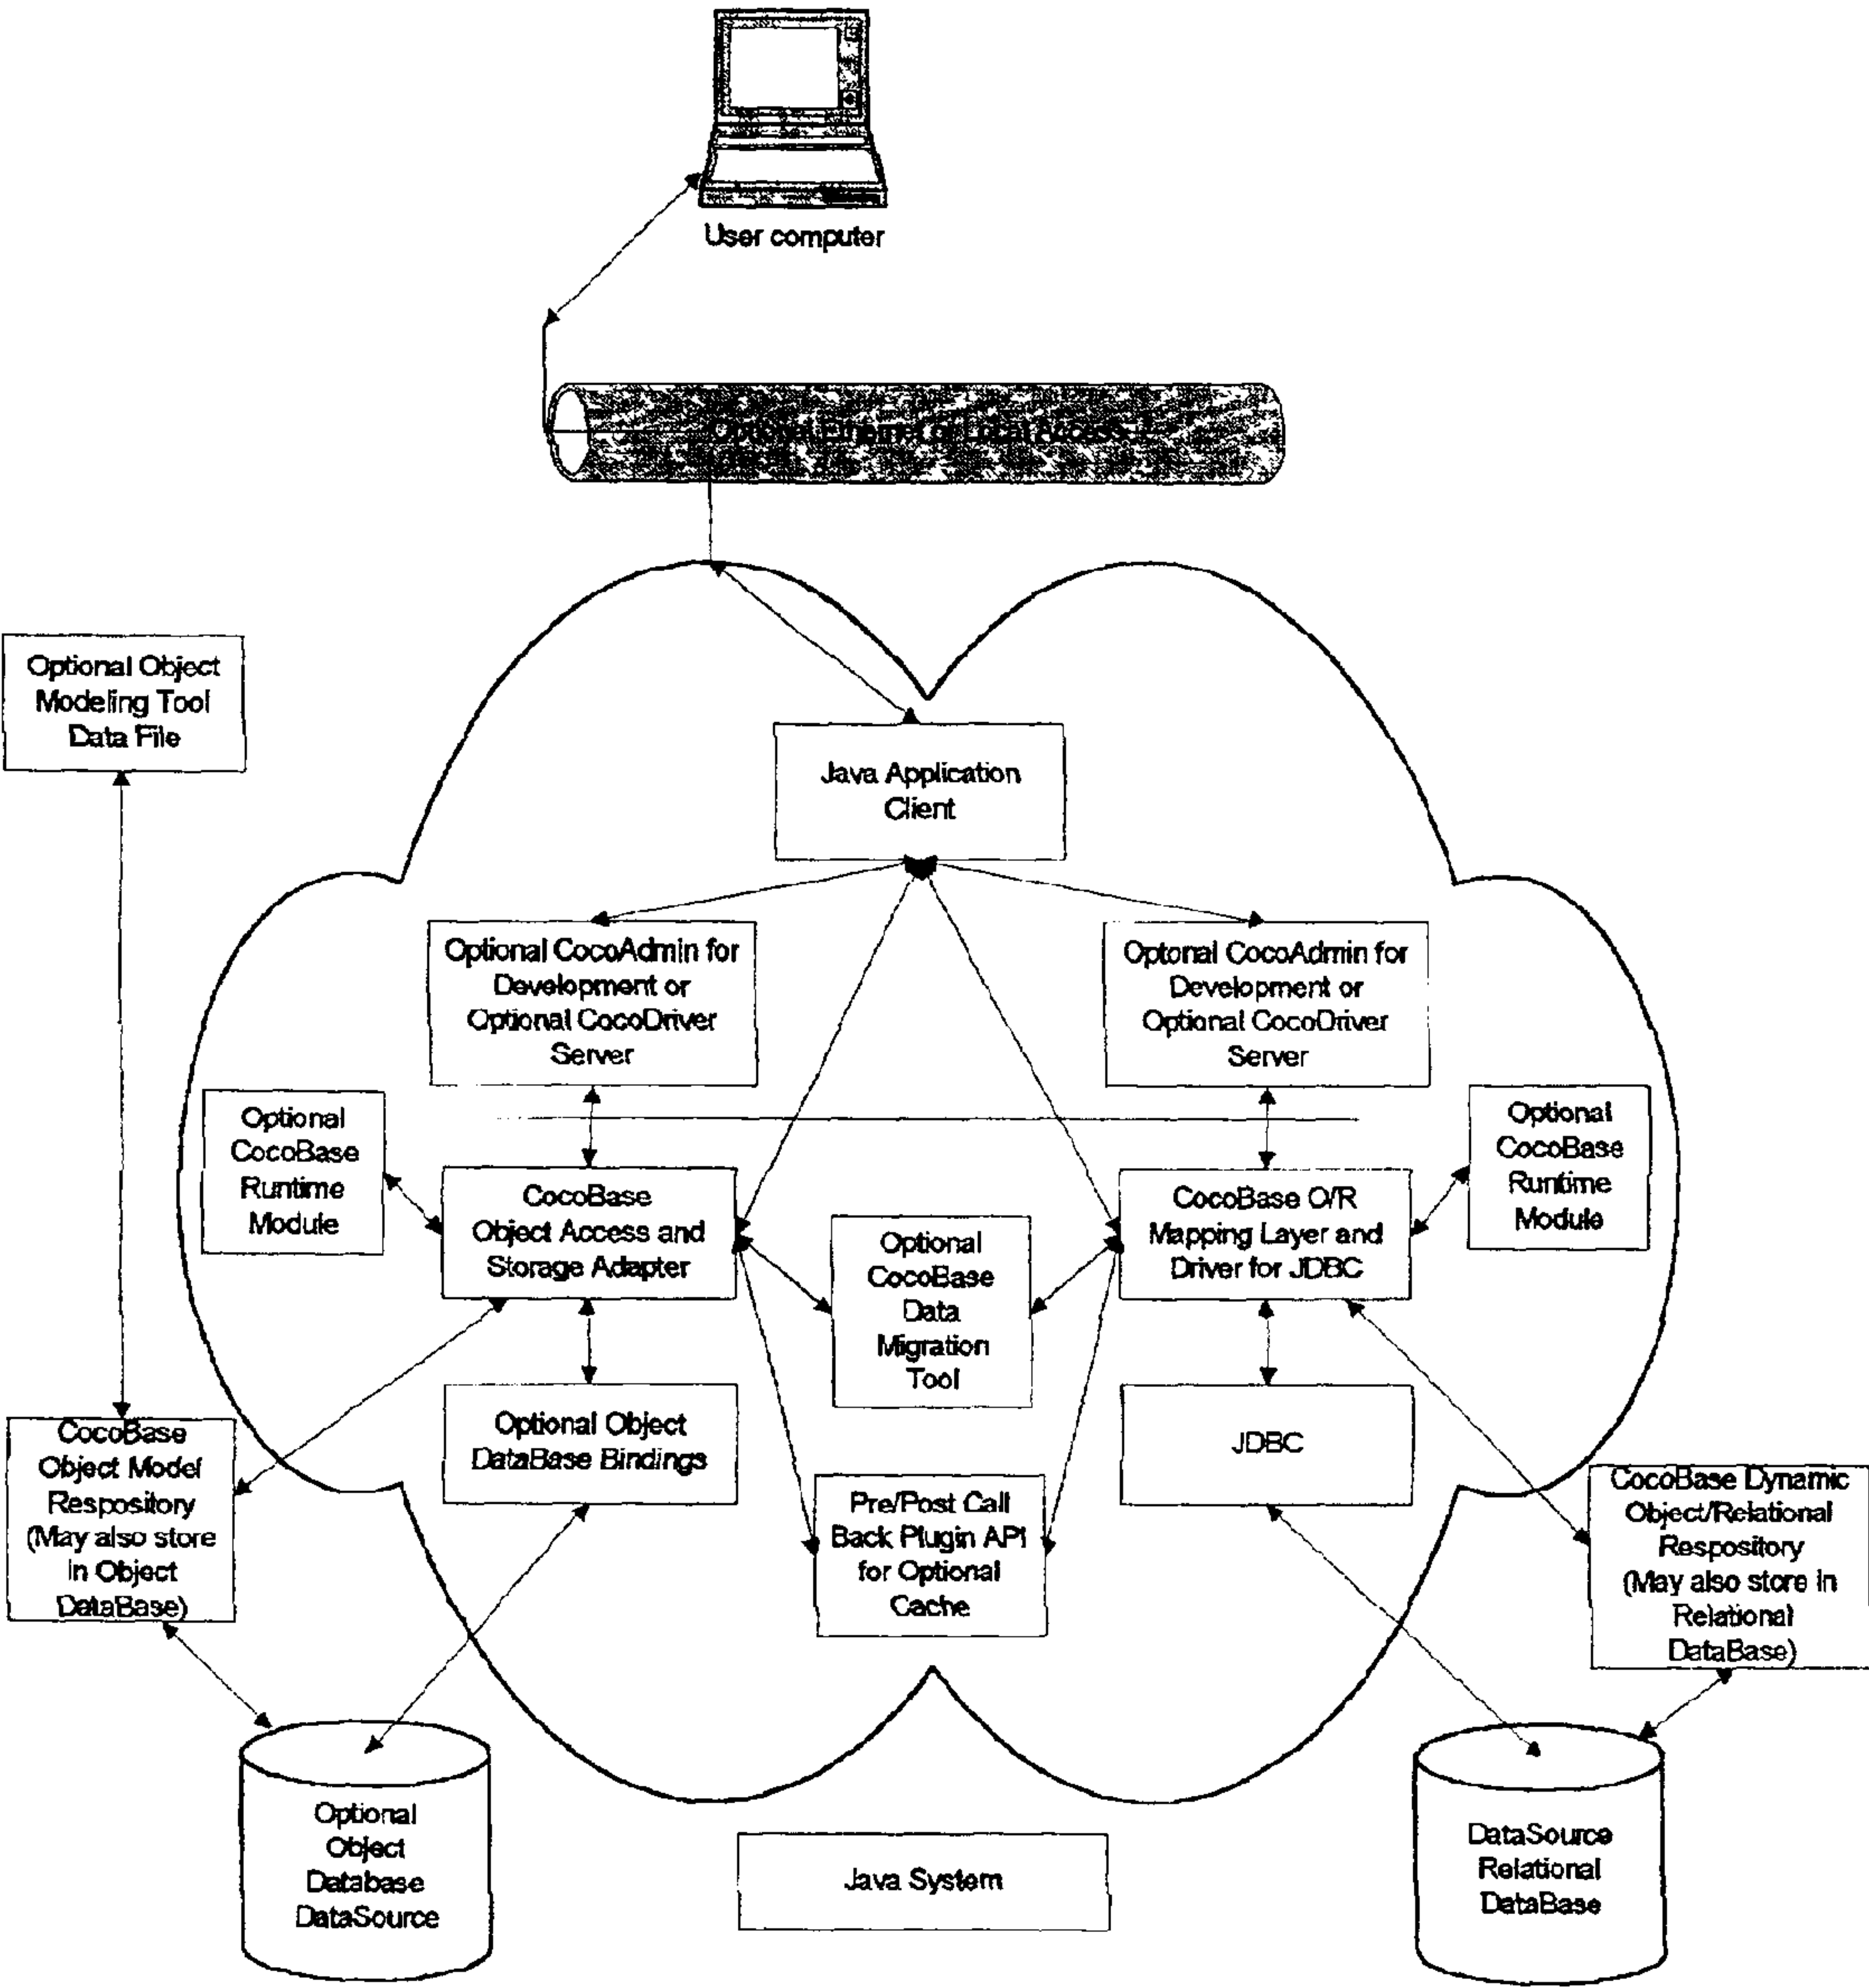 User computer
Optional Ethernet or Local Access
Optional Object
Modeling Tool
Data File
Java Application
Client
Optional CocoAdmin for
Development or
Optional CocoDriver
Server
Optonal CocoAdmin for
Development or
Optional CocoDriver
Server
Optional
CocoBase
Runtime
Module
CocoBase
Object Access and
Storage Adapter
Optional
CocoBase
Data
Migration
Tool
CocoBase O/R
Mapping Layer and
Driver for JDBC
Optional
CocoBase
Runtime
Module
CocoBase
Object Model
Respository
(May also store
in Object
DataBase)
Optional Object
DataBase Bindings
Pre/Post Call
Back Plugin API
for Optional
Cache
JDBC
CocoBase Dynamic
Object/Relational
Respository
(May also store in
Relational
DataBase)
Optional
Object
Database
DataSource
Java System
DataSource
Relational
DataBase